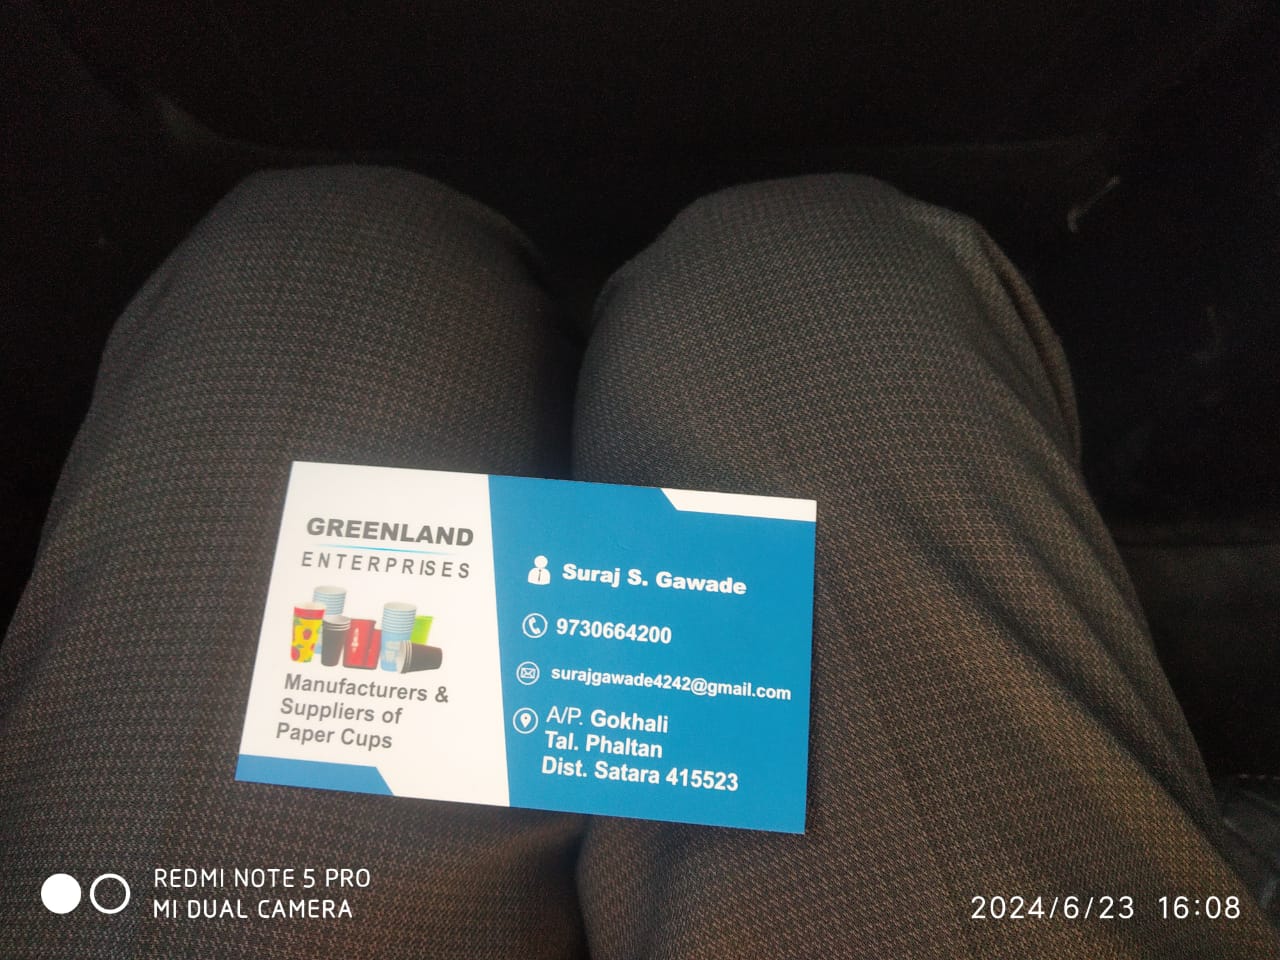 GREENLAND
ENTERPRISES
Manufacturers &
Suppliers of
Paper Cups
Suraj S. Gawade
9730664200
surajgawade4242@gmail.com
A/P. Gokhali
Tal. Phaltan
Dist. Satara 415523
REDMI NOTE 5 PRO
MI DUAL CAMERA
2024/6/23 16:08